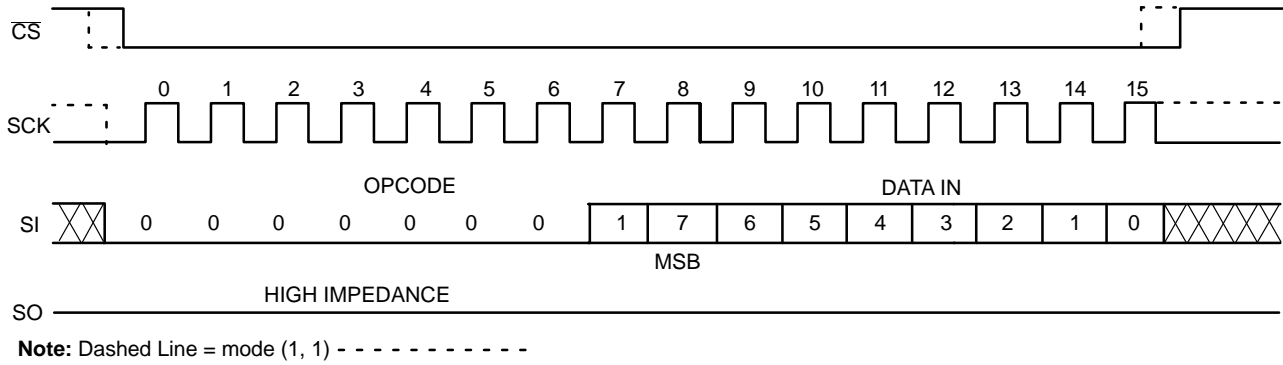 CS
0 1 2 3 4 5 6 7 8 9 10 11 12 13 14 15
SCK
OPCODE DATA IN
SI 0 0 0 0 0 0 0 1 7 6 5 4 3 2 1 0
MSB
HIGH IMPEDANCE
SO
Note: Dashed Line = mode (1, 1) - - - - - - - - - - - -